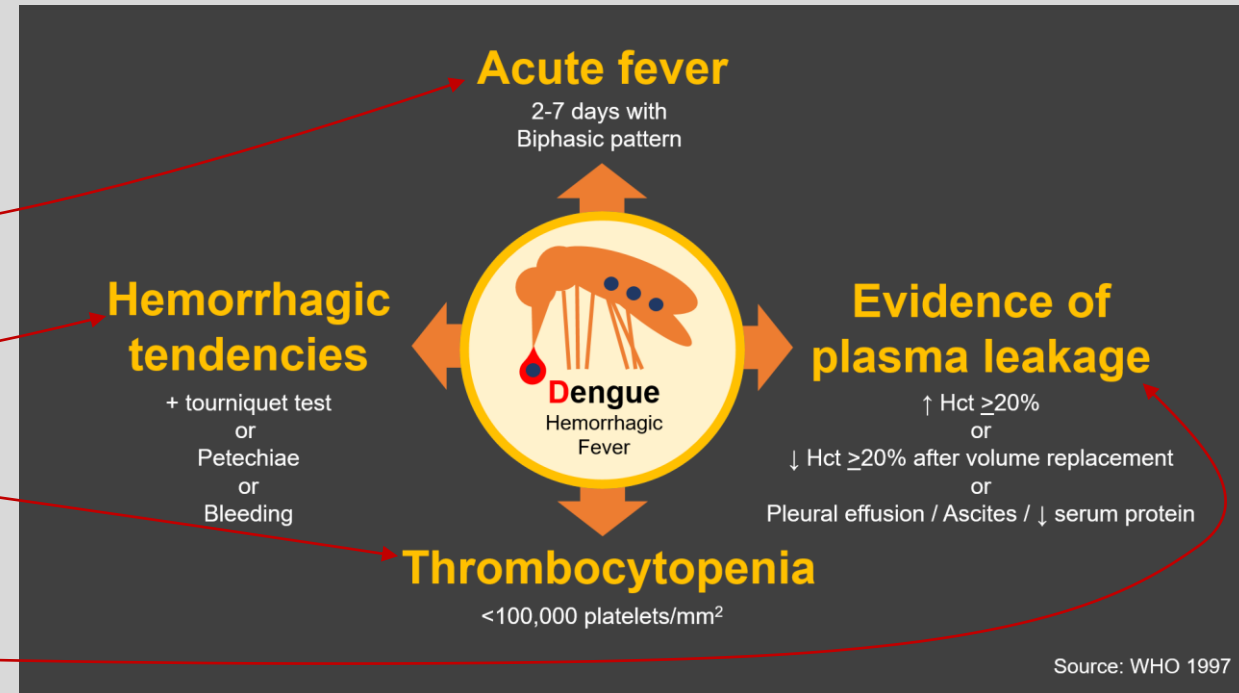 Acute fever
2-7 days with
Biphasic pattern
Hemorrhagic
tendencies
+ tourniquet test
or
Petechiae
or
Bleeding
Dengue
Hemorrhagic
Fever
Evidence of
plasma leakage
↑ Hct ≥20%
or
↓ Hct ≥20% after volume replacement
or
Pleural effusion / Ascites / ↓ serum protein
Thrombocytopenia
<100,000 platelets/mm²
Source: WHO 1997